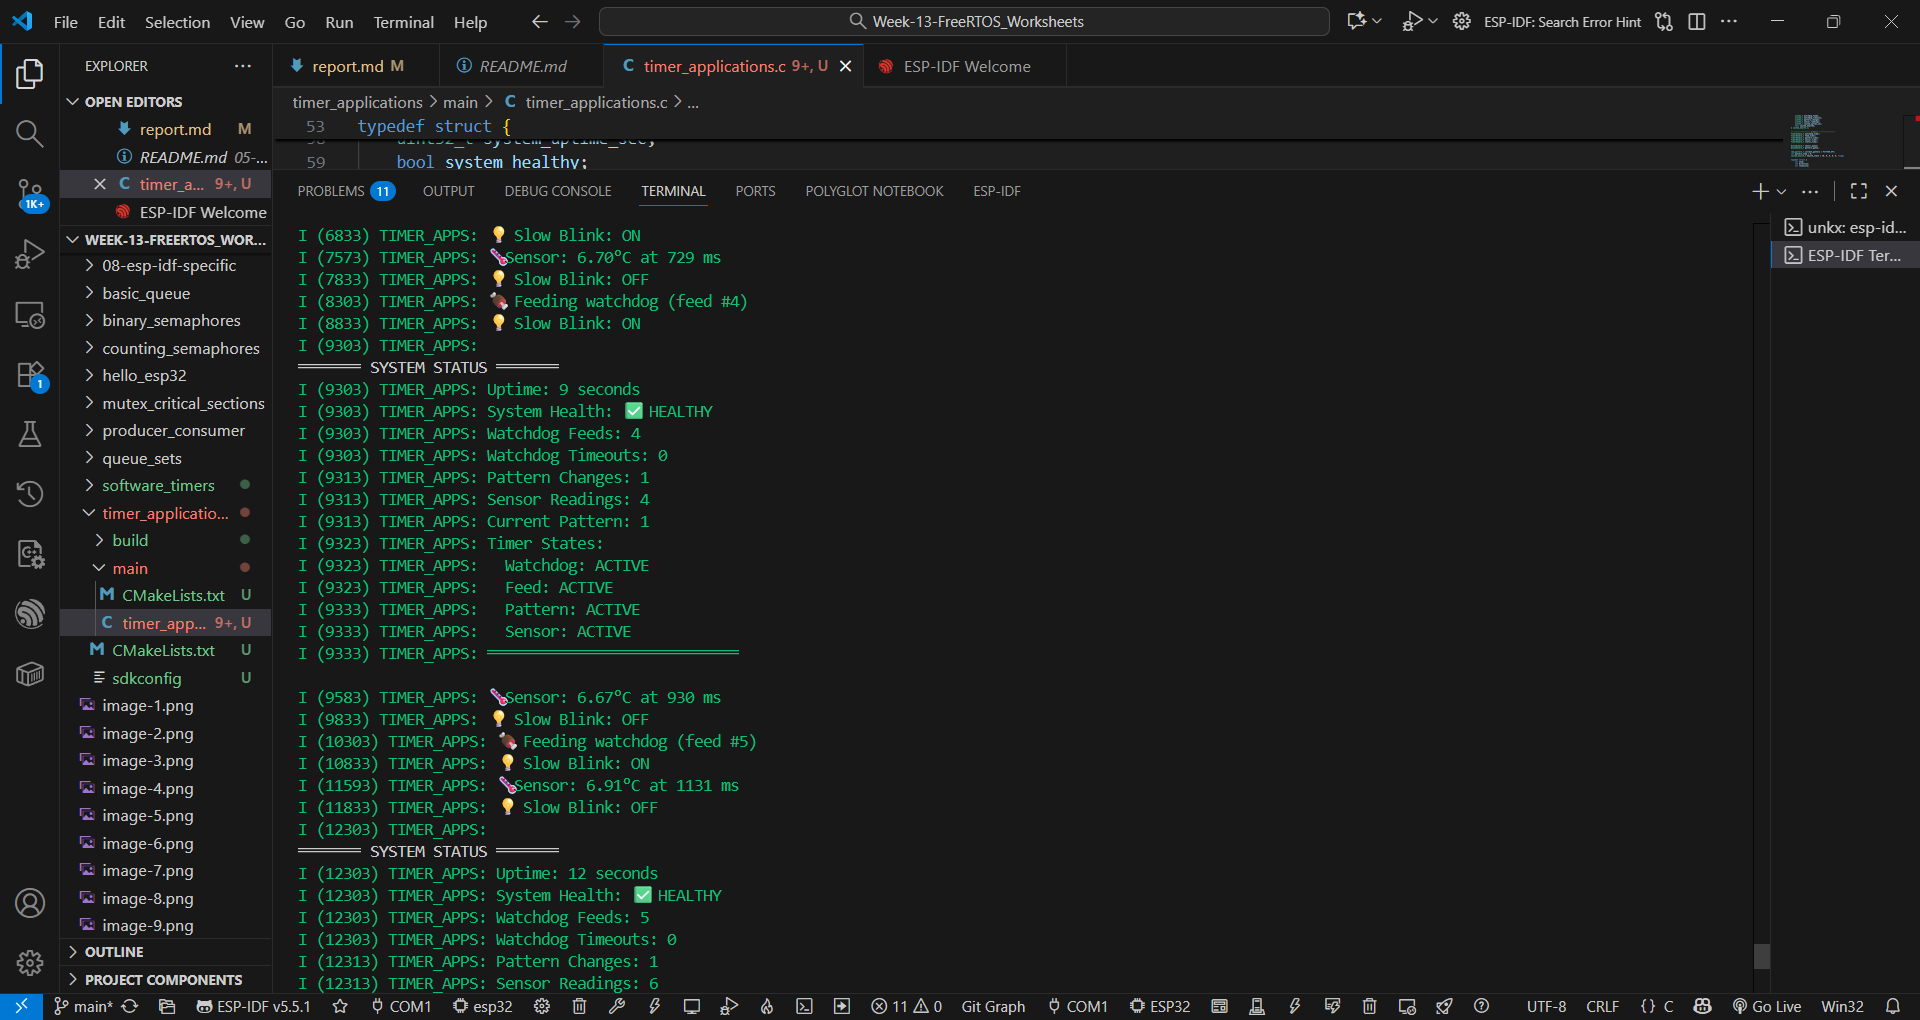 File Edit Selection View Go Run Terminal Help
Week-13-FreeRTOS_Worksheets
ESP-IDF: Search Error Hint
EXPLORER
OPEN EDITORS
report.md M
README.md 05-...
timer_a... 9+, U
ESP-IDF Welcome
WEEK-13-FREERTOS_WOR...
08-esp-idf-specific
basic_queue
binary_semaphores
counting_semaphores
hello_esp32
mutex_critical_sections
producer_consumer
queue_sets
software_timers
timer_applicatio...
build
main
CMakeLists.txt U
timer_app... 9+, U
CMakeLists.txt U
sdkconfig U
image-1.png
image-2.png
image-3.png
image-4.png
image-5.png
image-6.png
image-7.png
image-8.png
image-9.png
OUTLINE
PROJECT COMPONENTS
1K+
1
report.md M
README.md
timer_applications.c 9+, U
ESP-IDF Welcome
timer_applications > main > C timer_applications.c > ...
53 typedef struct {
58 uint32_t system_uptime_sec;
59 bool system_healthy;
PROBLEMS 11 OUTPUT DEBUG CONSOLE TERMINAL PORTS POLYGLOT NOTEBOOK ESP-IDF
unkx: esp-id...
ESP-IDF Ter...
I (6833) TIMER_APPS: 💡 Slow Blink: ON
I (7573) TIMER_APPS: 🌡️Sensor: 6.70°C at 729 ms
I (7833) TIMER_APPS: 💡 Slow Blink: OFF
I (8303) TIMER_APPS: 🍖 Feeding watchdog (feed #4)
I (8833) TIMER_APPS: 💡 Slow Blink: ON
I (9303) TIMER_APPS:
═══════ SYSTEM STATUS ═══════
I (9303) TIMER_APPS: Uptime: 9 seconds
I (9303) TIMER_APPS: System Health: ✅ HEALTHY
I (9303) TIMER_APPS: Watchdog Feeds: 4
I (9303) TIMER_APPS: Watchdog Timeouts: 0
I (9313) TIMER_APPS: Pattern Changes: 1
I (9313) TIMER_APPS: Sensor Readings: 4
I (9313) TIMER_APPS: Current Pattern: 1
I (9323) TIMER_APPS: Timer States:
I (9323) TIMER_APPS:   Watchdog: ACTIVE
I (9323) TIMER_APPS:   Feed: ACTIVE
I (9333) TIMER_APPS:   Pattern: ACTIVE
I (9333) TIMER_APPS:   Sensor: ACTIVE
I (9333) TIMER_APPS: ════════════════════════════
I (9583) TIMER_APPS: 🌡️Sensor: 6.67°C at 930 ms
I (9833) TIMER_APPS: 💡 Slow Blink: OFF
I (10303) TIMER_APPS: 🍖 Feeding watchdog (feed #5)
I (10833) TIMER_APPS: 💡 Slow Blink: ON
I (11593) TIMER_APPS: 🌡️Sensor: 6.91°C at 1131 ms
I (11833) TIMER_APPS: 💡 Slow Blink: OFF
I (12303) TIMER_APPS:
═══════ SYSTEM STATUS ═══════
I (12303) TIMER_APPS: Uptime: 12 seconds
I (12303) TIMER_APPS: System Health: ✅ HEALTHY
I (12303) TIMER_APPS: Watchdog Feeds: 5
I (12303) TIMER_APPS: Watchdog Timeouts: 0
I (12313) TIMER_APPS: Pattern Changes: 1
I (12313) TIMER_APPS: Sensor Readings: 6
main* ESP-IDF v5.5.1 COM1 esp32 11 0 Git Graph COM1 ESP32 UTF-8 CRLF {} C Go Live Win32